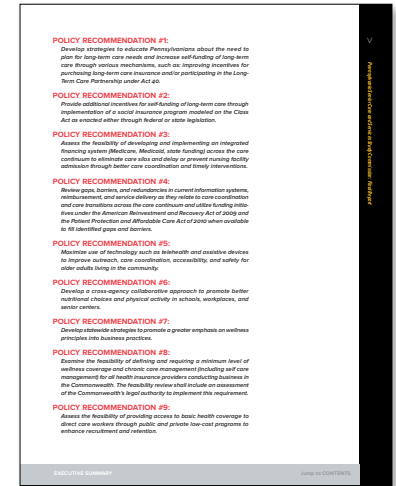 POLICY RECOMMENDATION #1:
Develop strategies to educate Pennsylvanians about the need to
plan for long-term care needs and increase self-funding of long-term
care through various mechanisms, such as: improving incentives for
purchasing long-term care insurance and/or participating in the Long-
Term Care Partnership under Act 40.
POLICY RECOMMENDATION #2:
Provide additional incentives for self-funding of long-term care through
implementation of a social insurance program modeled on the Class
Act as enacted either through federal or state legislation.
POLICY RECOMMENDATION #3:
Assess the feasibility of developing and implementing an integrated
financing system (Medicare, Medicaid, state funding) across the care
continuum to eliminate care silos and delay or prevent nursing facility
admission through better care coordination and timely interventions.
POLICY RECOMMENDATION #4:
Review gaps, barriers, and redundancies in current information systems,
reimbursement, and service delivery as they relate to care coordination
and care transitions across the care continuum and utilize funding initia-
tives under the American Reinvestment and Recovery Act of 2009 and
the Patient Protection and Affordable Care Act of 2010 when available
to fill identified gaps and barriers.
POLICY RECOMMENDATION #5:
Maximize use of technology such as telehealth and assistive devices
to improve outreach, care coordination, accessibility, and safety for
older adults living in the community.
POLICY RECOMMENDATION #6:
Develop a cross-agency collaborative approach to promote better
nutritional choices and physical activity in schools, workplaces, and
senior centers.
POLICY RECOMMENDATION #7:
Develop statewide strategies to promote a greater emphasis on wellness
principles into business practices.
POLICY RECOMMENDATION #8:
Examine the feasibility of defining and requiring a minimum level of
wellness coverage and chronic care management (including self care
management) for all health insurance providers conducting business in
the Commonwealth. The feasibility review shall include an assessment
of the Commonwealth's legal authority to implement this requirement.
POLICY RECOMMENDATION #9:
Assess the feasibility of providing access to basic health coverage to
direct care workers through public and private low-cost programs to
enhance recruitment and retention.
V
Pennsylvania Senior Care and Services Study Commission: Final Report
EXECUTIVE SUMMARY
Jump to CONTENTS